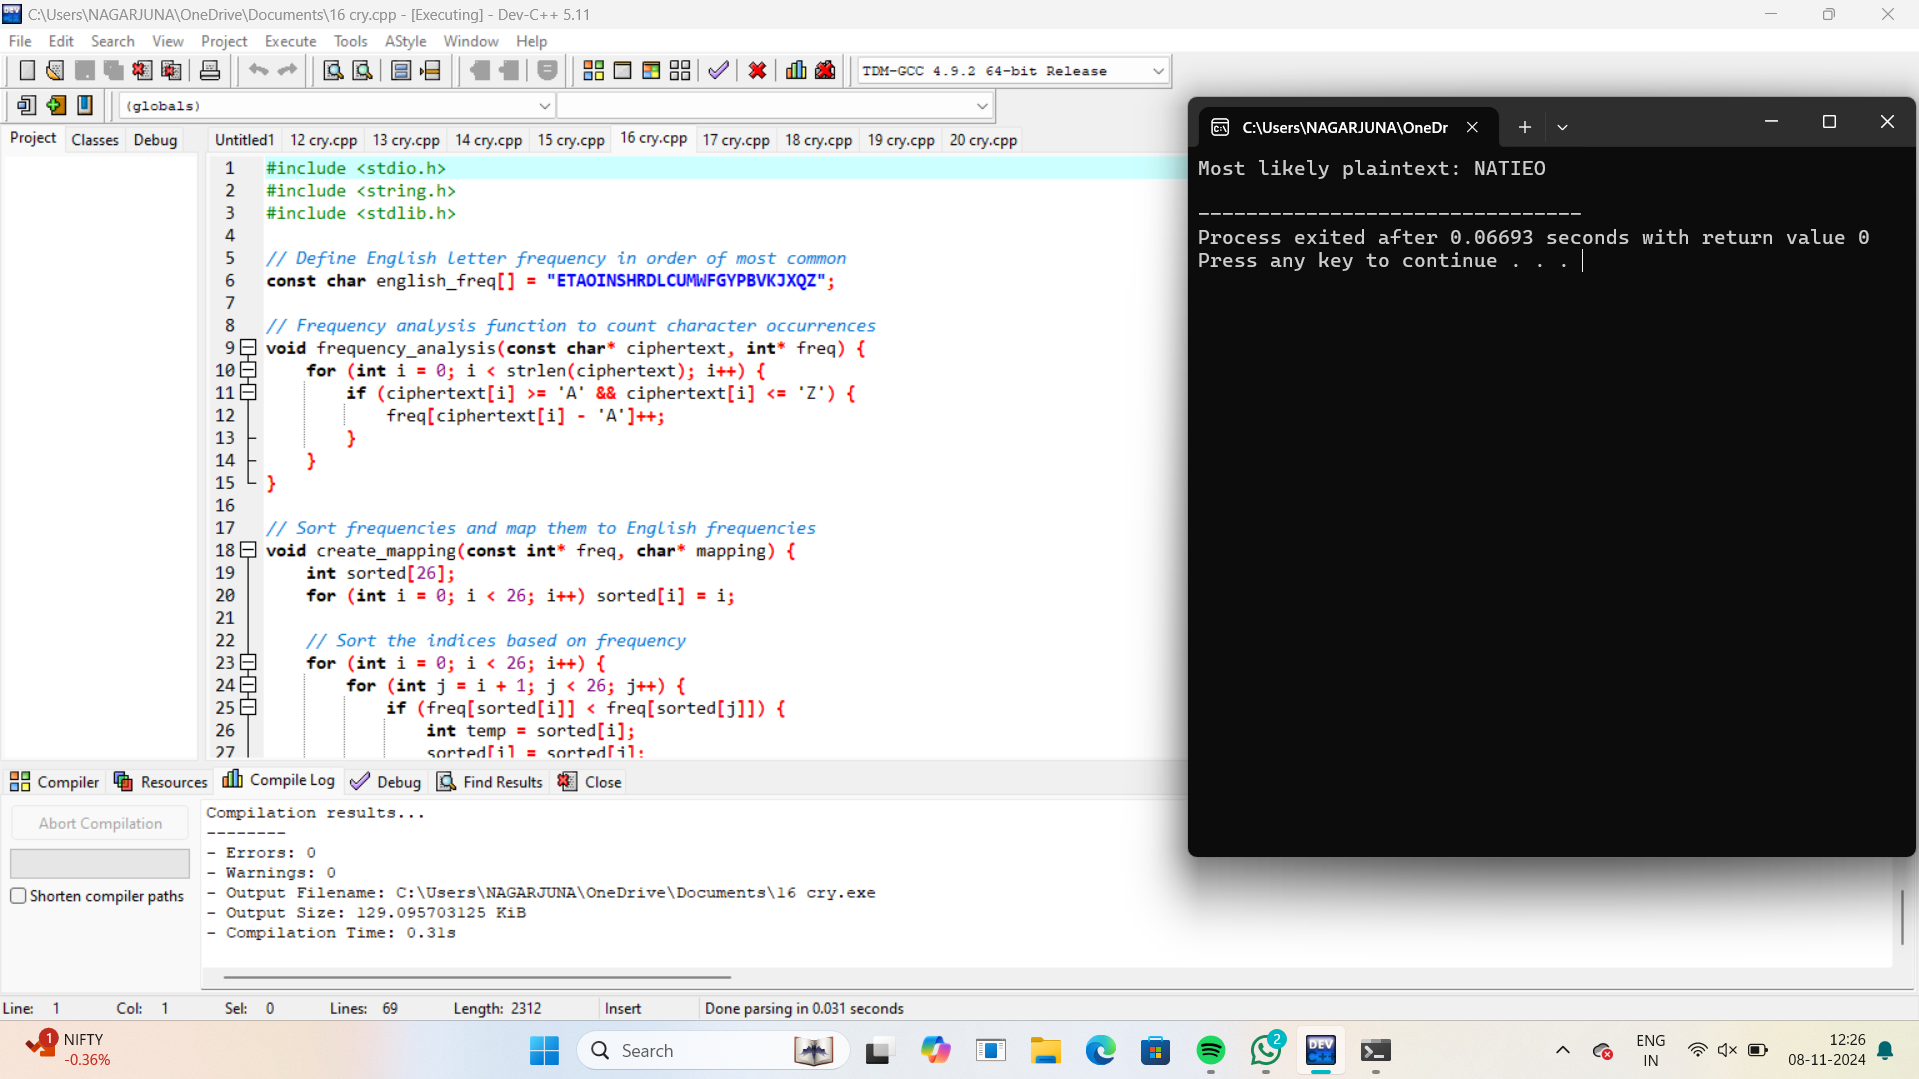 C:\Users\NAGARJUNA\OneDrive\Documents\16 cry.cpp - [Executing] - Dev-C++ 5.11
File Edit Search View Project Execute Tools AStyle Window Help
TDM-GCC 4.9.2 64-bit Release
(globals)
Project Classes Debug
Untitled1 12 cry.cpp 13 cry.cpp 14 cry.cpp 15 cry.cpp 16 cry.cpp 17 cry.cpp 18 cry.cpp 19 cry.cpp 20 cry.cpp
1 #include <stdio.h>
2 #include <string.h>
3 #include <stdlib.h>
4
5 // Define English letter frequency in order of most common
6 const char english_freq[] = "ETAOINSHRDLCUMWFGYPBVKJXQZ";
7
8 // Frequency analysis function to count character occurrences
9 void frequency_analysis(const char* ciphertext, int* freq) {
10 for (int i = 0; i < strlen(ciphertext); i++) {
11 if (ciphertext[i] >= 'A' && ciphertext[i] <= 'Z') {
12 freq[ciphertext[i] - 'A']++;
13 }
14 }
15 }
16
17 // Sort frequencies and map them to English frequencies
18 void create_mapping(const int* freq, char* mapping) {
19 int sorted[26];
20 for (int i = 0; i < 26; i++) sorted[i] = i;
21
22 // Sort the indices based on frequency
23 for (int i = 0; i < 26; i++) {
24 for (int j = i + 1; j < 26; j++) {
25 if (freq[sorted[i]] < freq[sorted[j]]) {
26 int temp = sorted[i];
27 sorted[i] = sorted[j];
C:\Users\NAGARJUNA\OneDr
Most likely plaintext: NATIEO
--------------------------------
Process exited after 0.06693 seconds with return value 0
Press any key to continue . . .
Compiler Resources Compile Log Debug Find Results Close
Abort Compilation
Shorten compiler paths
Compilation results...
--------
- Errors: 0
- Warnings: 0
- Output Filename: C:\Users\NAGARJUNA\OneDrive\Documents\16 cry.exe
- Output Size: 129.095703125 KiB
- Compilation Time: 0.31s
Line: 1 Col: 1 Sel: 0 Lines: 69 Length: 2312 Insert Done parsing in 0.031 seconds
1 NIFTY
-0.36%
Search
DEV
2
ENG
IN
12:26
08-11-2024